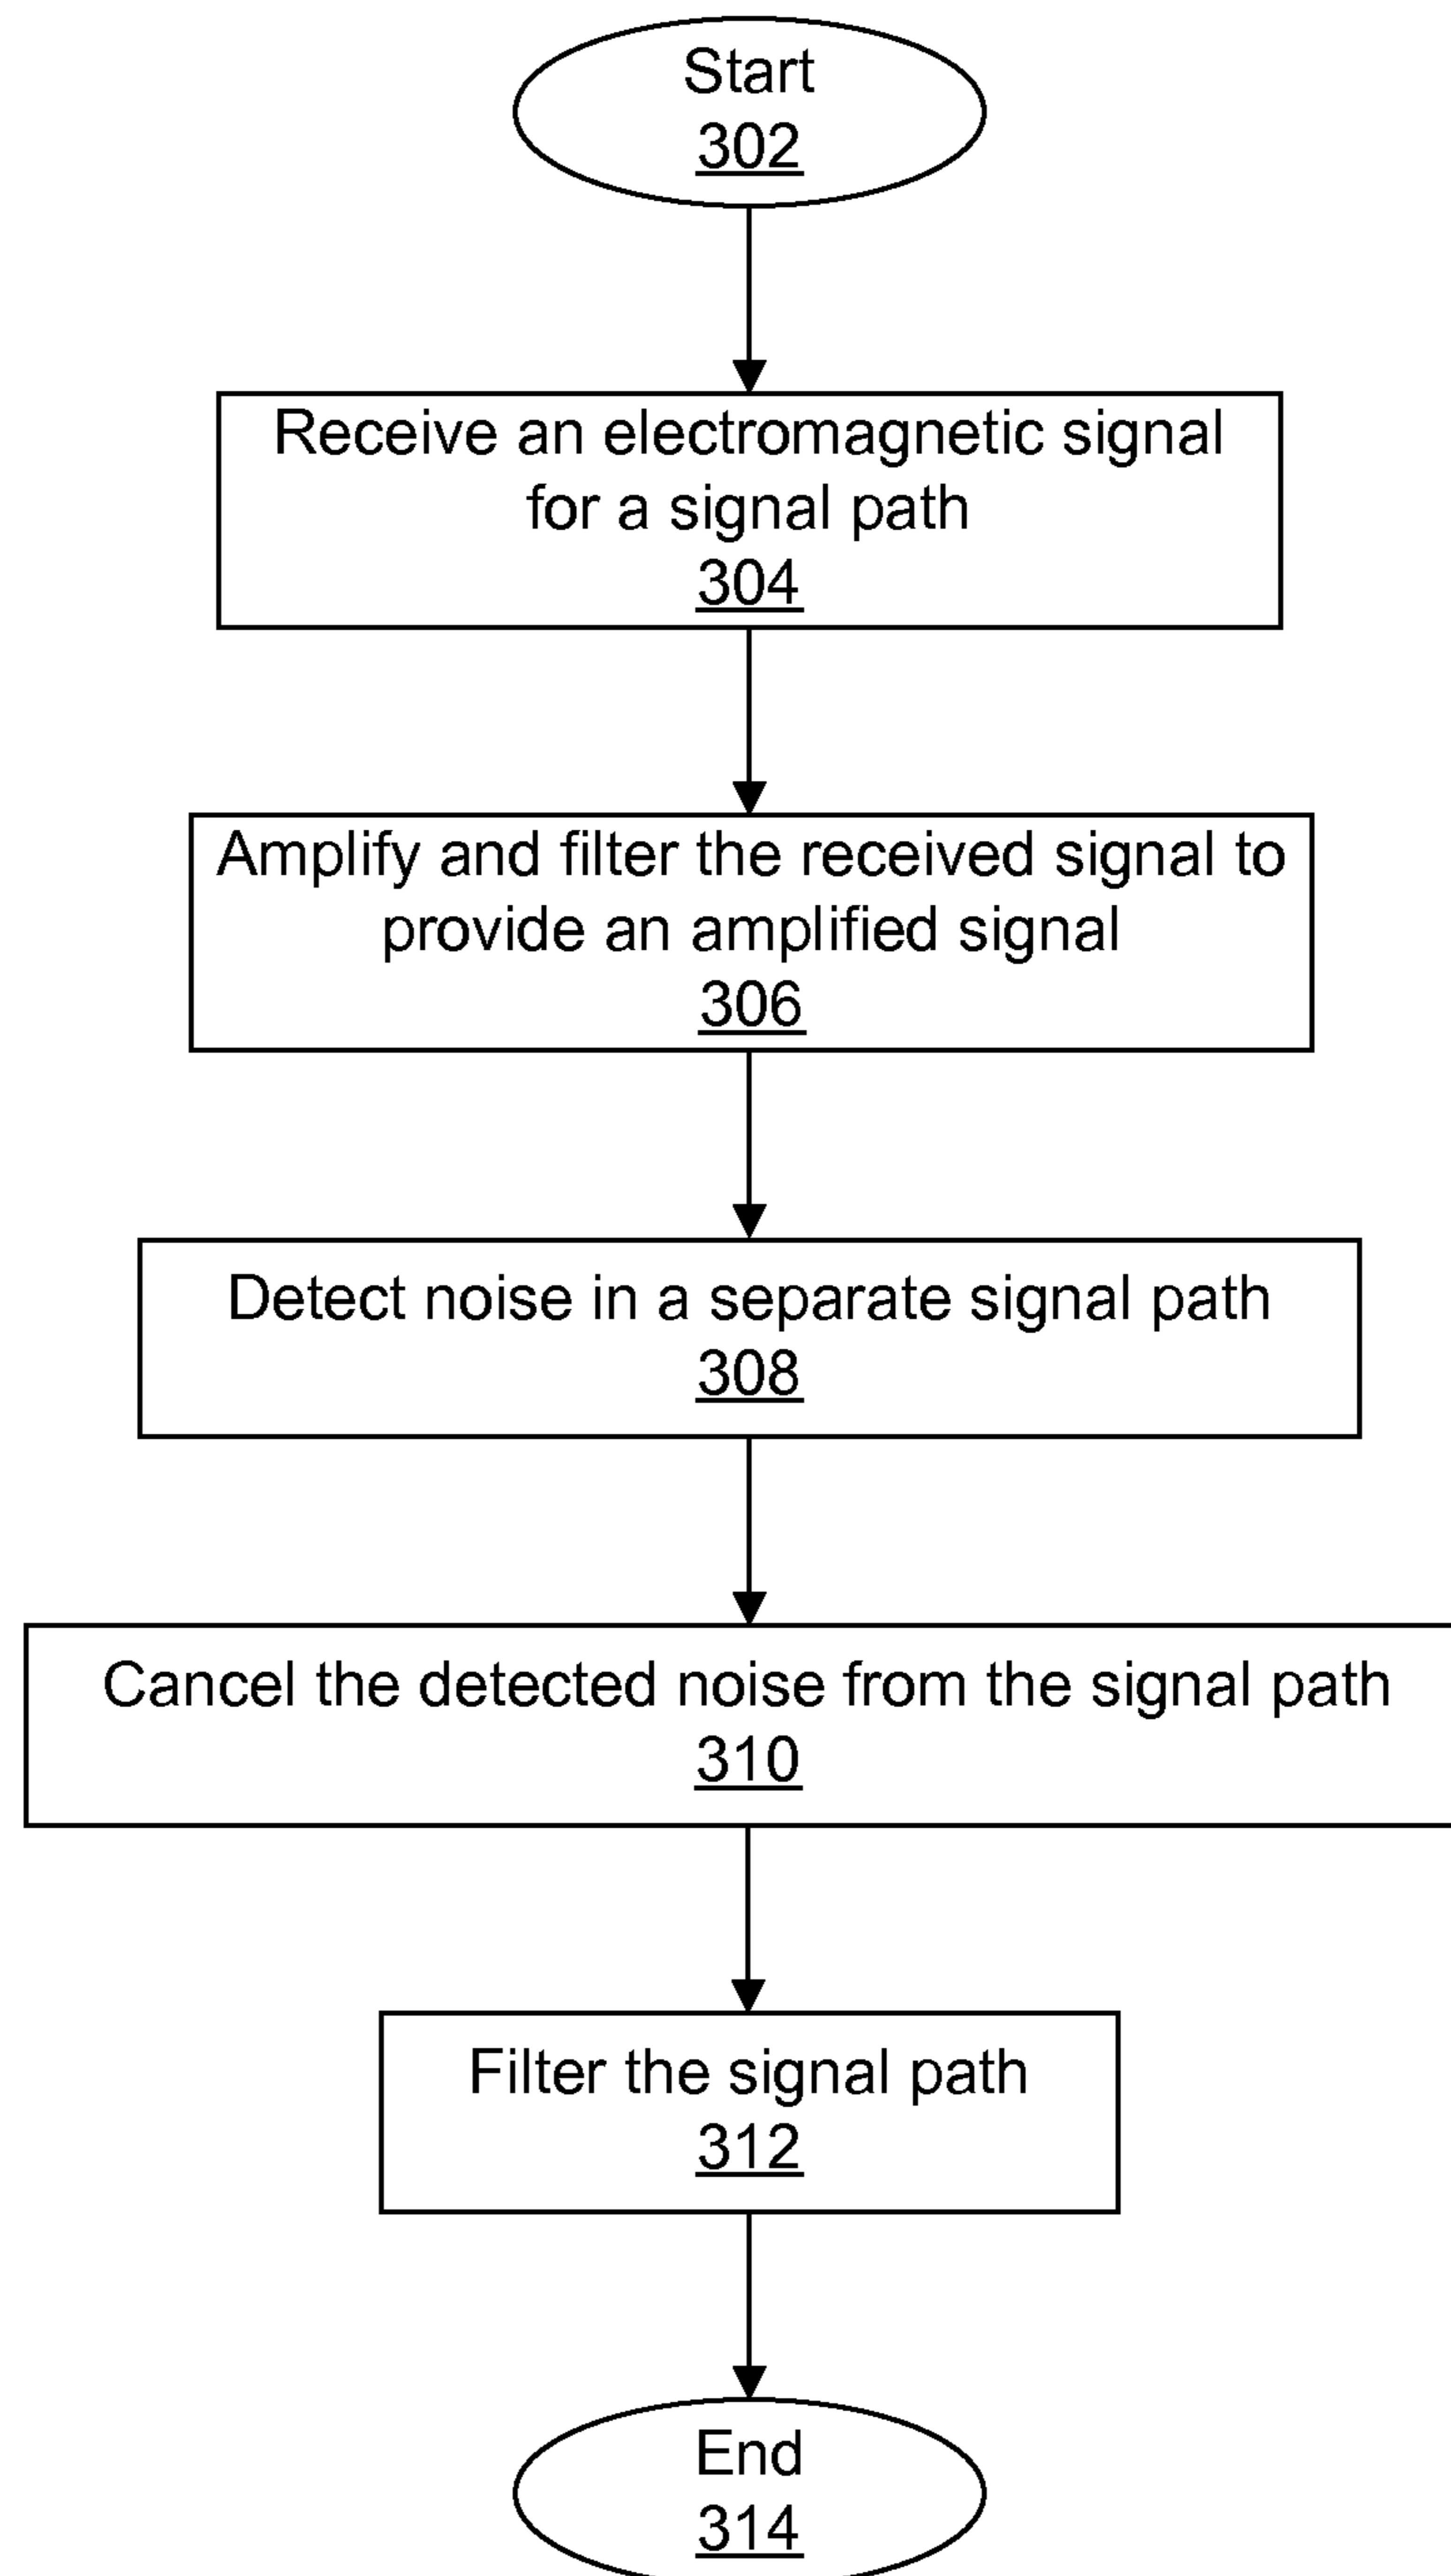 Start
302
Receive an electromagnetic signal
for a signal path
304
Amplify and filter the received signal to
provide an amplified signal
306
Detect noise in a separate signal path
308
Cancel the detected noise from the signal path
310
Filter the signal path
312
End
314